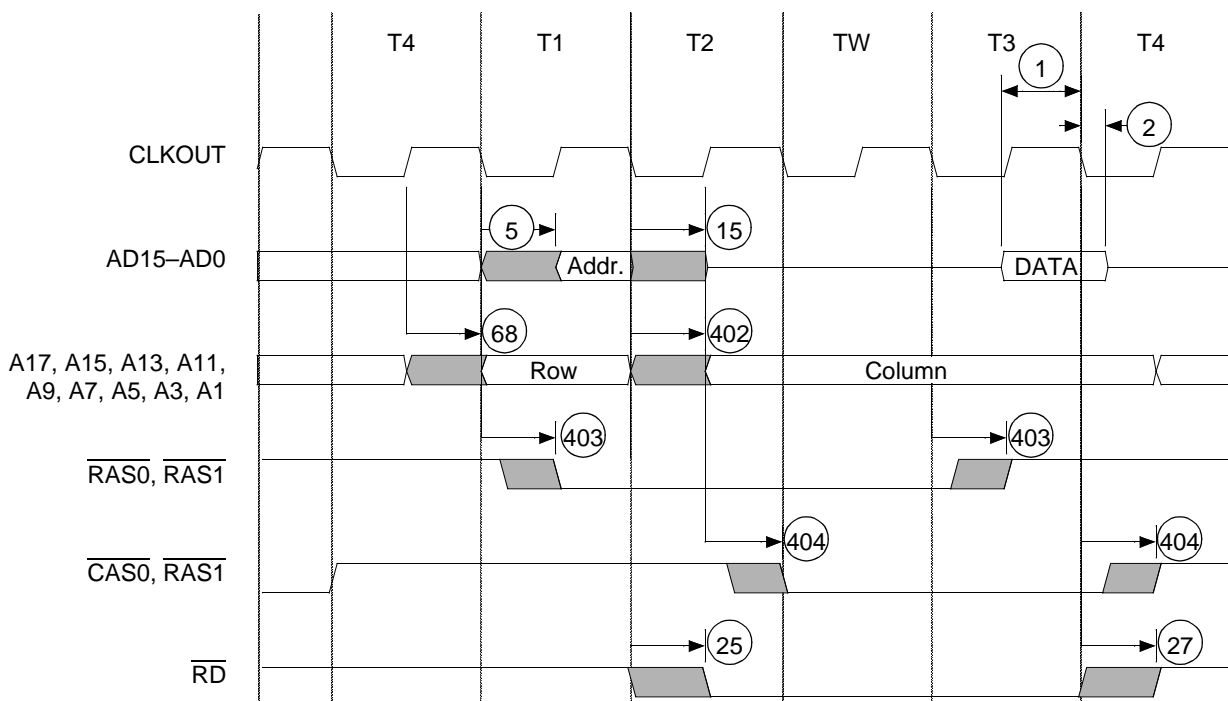 T4 T1 T2 TW T3 T4
1
2
CLKOUT
5 15
AD15–AD0 Addr. DATA
68 402
A17, A15, A13, A11,
A9, A7, A5, A3, A1
Row Column
403 403
RAS0, RAS1
404 404
CAS0, RAS1
25 27
RD